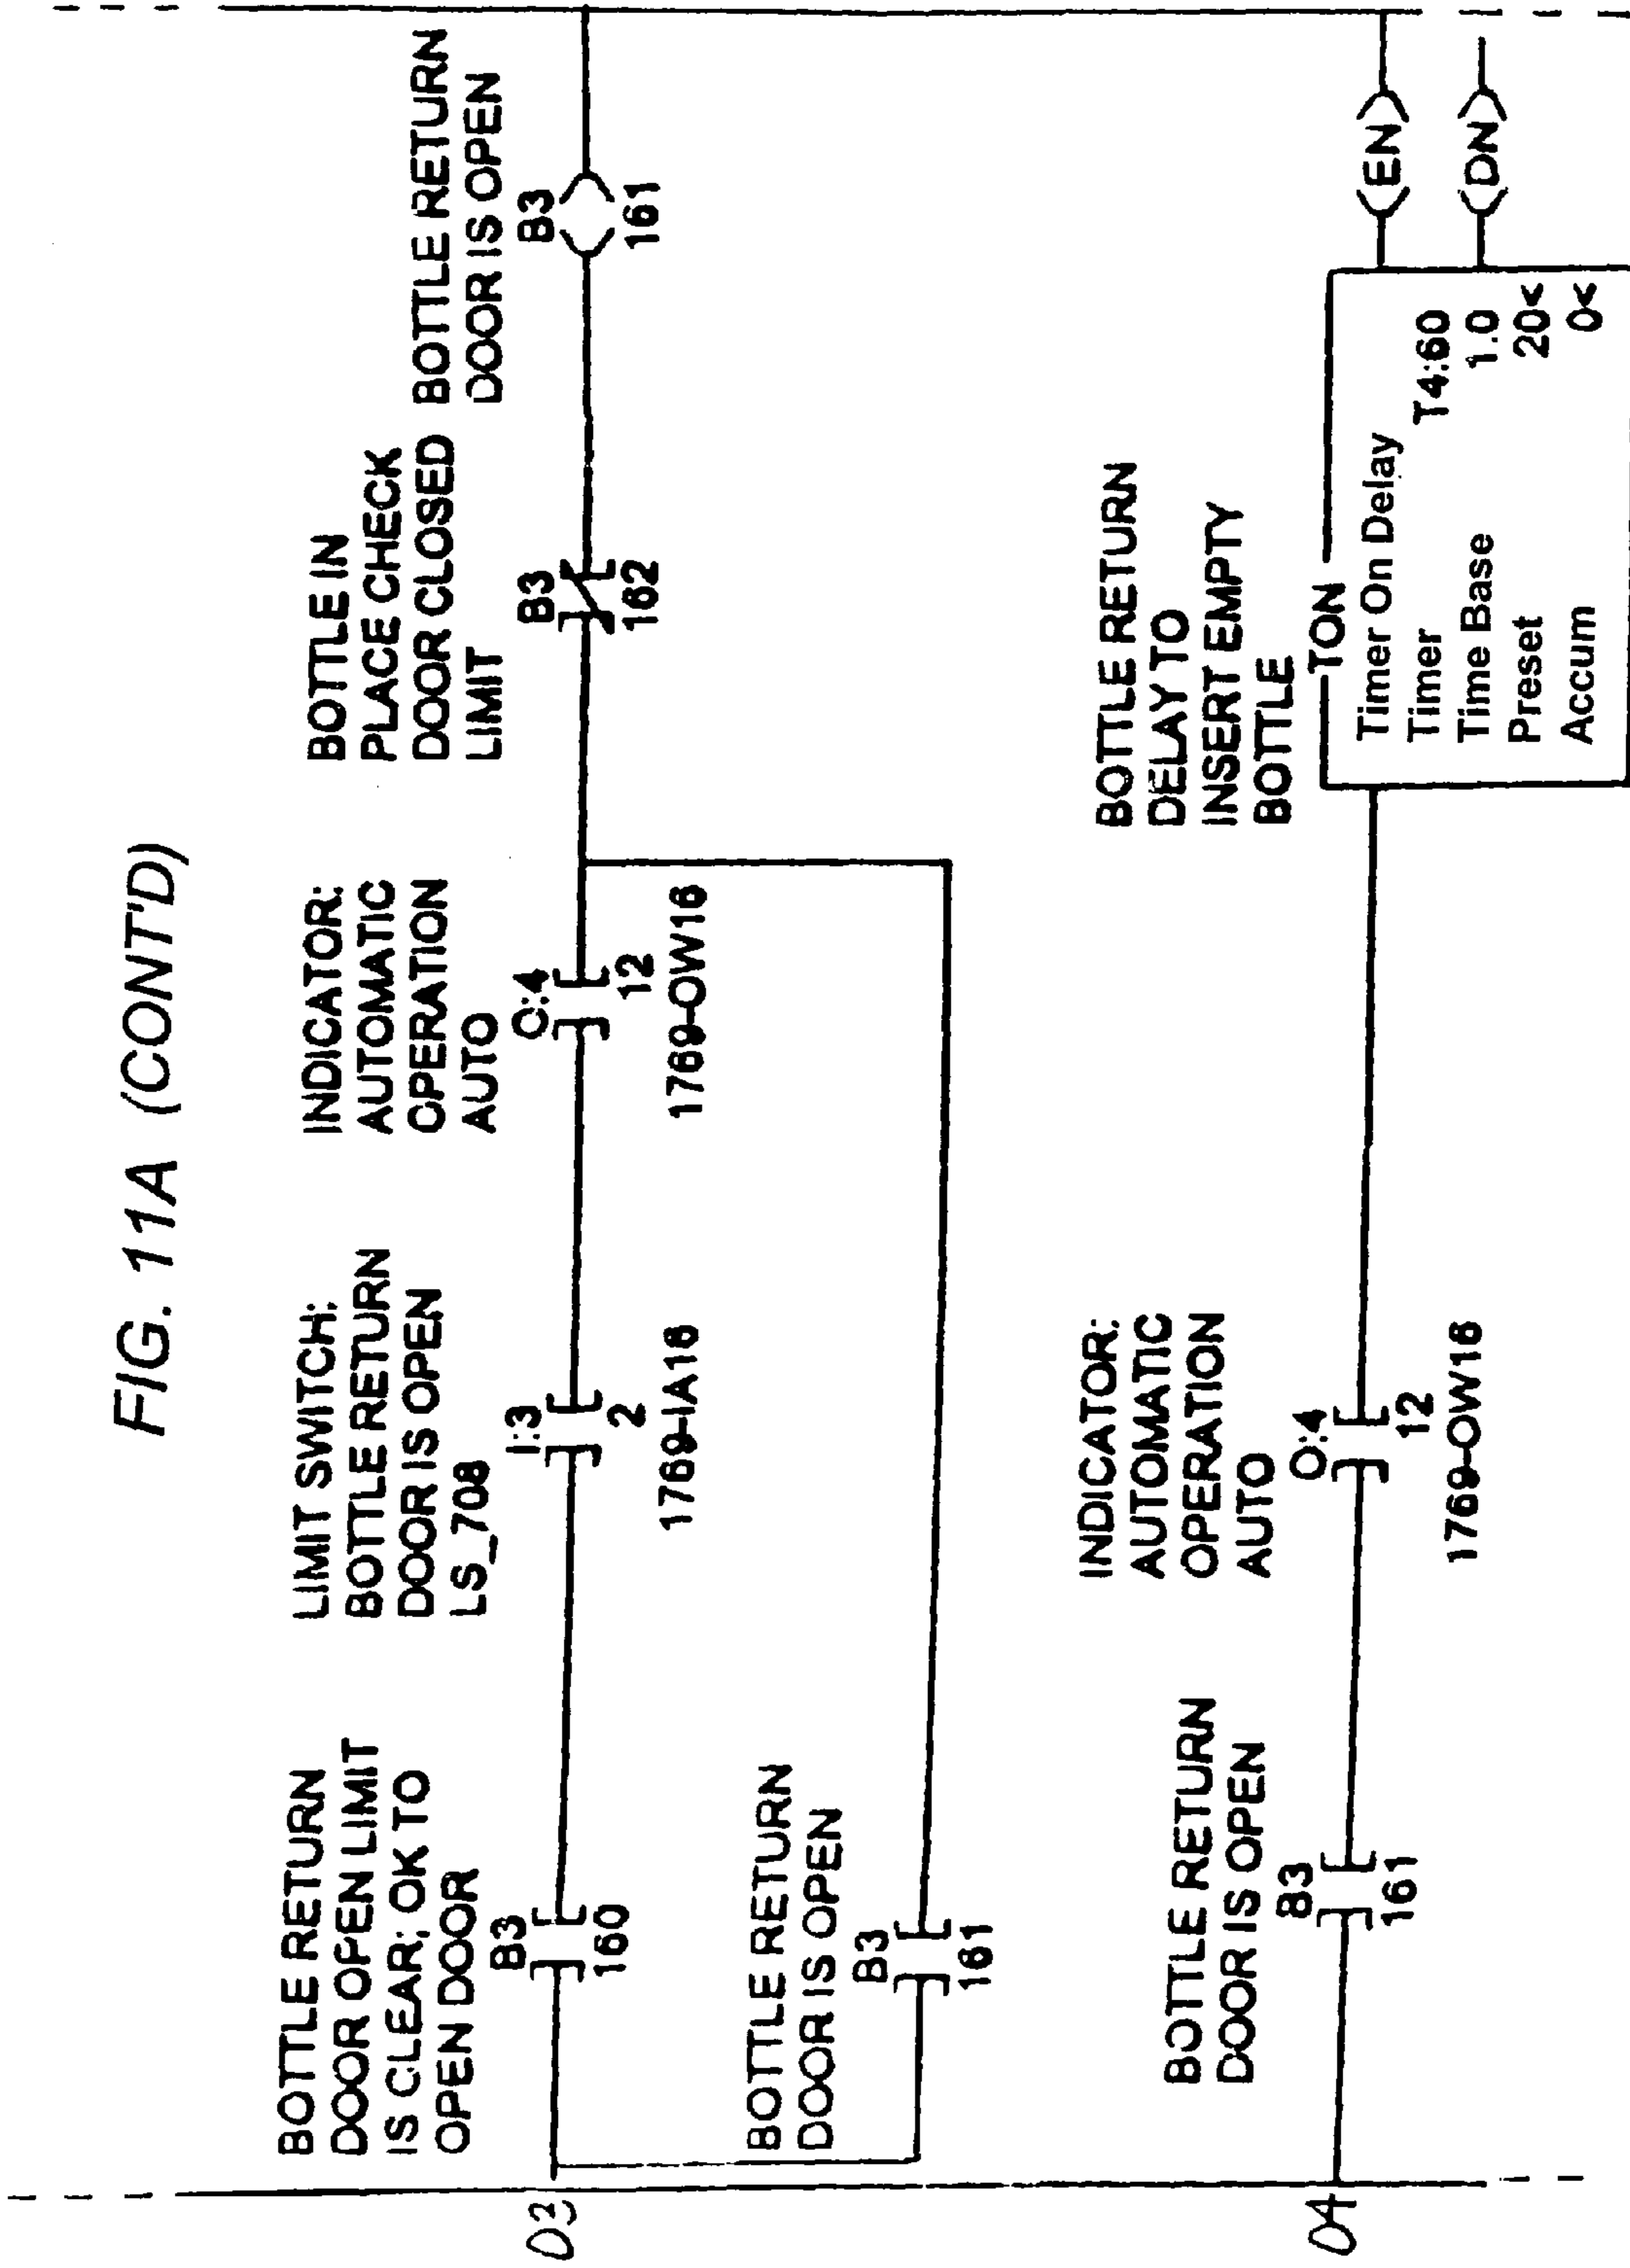 FIG. 11A (CONT'D)
BOTTLE RETURN
DOOR OPEN LIMIT
IS CLEAR; OK TO
OPEN DOOR
B3
160
LIMIT SWITCH:
BOTTLE RETURN
DOOR IS OPEN
LS_708
I:3
2
1769-IA16
INDICATOR:
AUTOMATIC
OPERATION
AUTO
O:4
12
1769-OW16
BOTTLE IN
PLACE CHECK
DOOR CLOSED
LIMIT
B3
162
BOTTLE RETURN
DOOR IS OPEN
B3
161
03
BOTTLE RETURN
DOOR IS OPEN
B3
161
04
BOTTLE RETURN
DOOR IS OPEN
B3
161
INDICATOR:
AUTOMATIC
OPERATION
AUTO
O:4
12
1769-OW16
BOTTLE RETURN
DELAY TO
INSERT EMPTY
BOTTLE
TON
Timer On Delay
Timer T4:60
Time Base 1.0
Preset 20<
Accum 0<
EN
DN